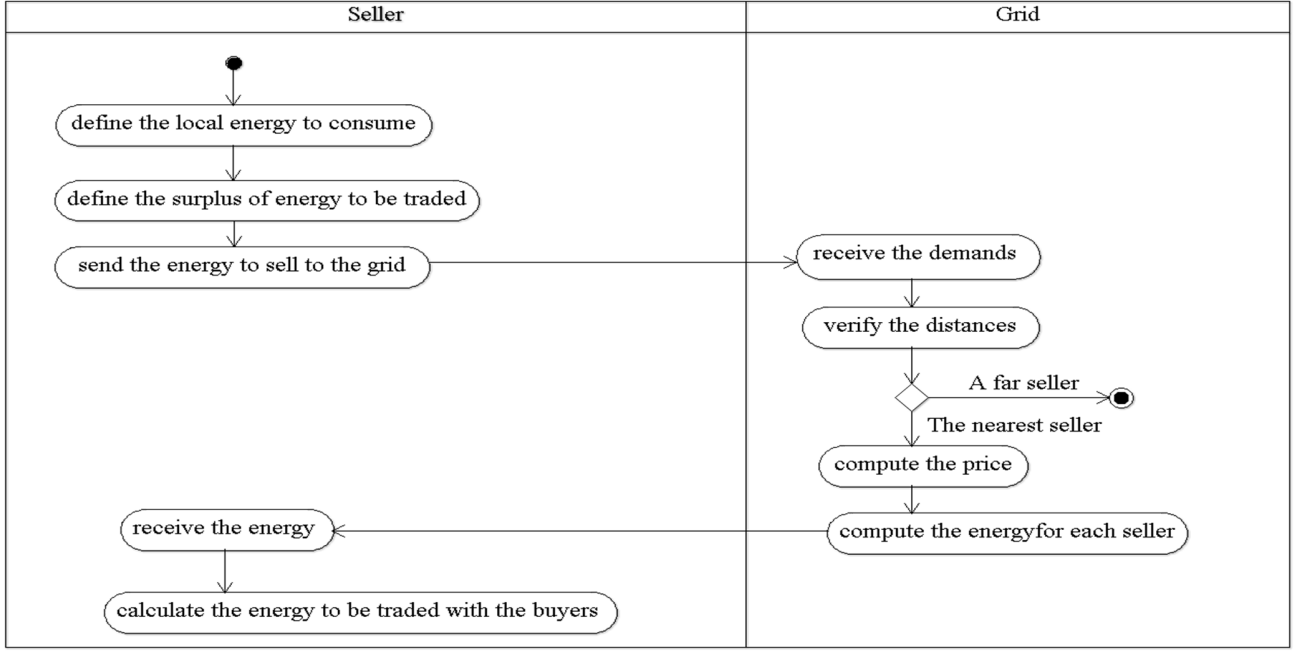 Seller
Grid
define the local energy to consume
define the surplus of energy to be traded
send the energy to sell to the grid
receive the demands
verify the distances
A far seller
The nearest seller
compute the price
receive the energy
compute the energyfor each seller
calculate the energy to be traded with the buyers